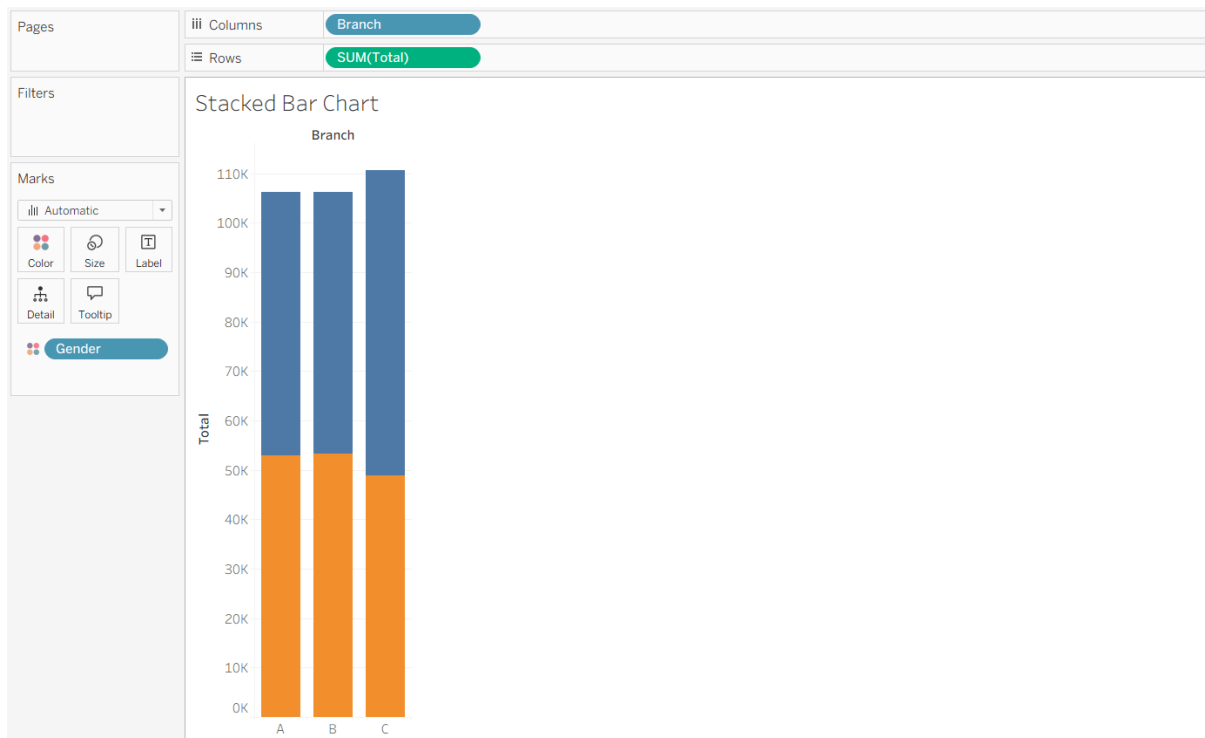 Pages
Columns
Branch
Rows
SUM(Total)
Filters
Marks
Automatic
Color
Size
T
Label
Detail
Tooltip
Gender
Stacked Bar Chart
Branch
110K
100K
90K
80K
70K
60K
50K
40K
30K
20K
10K
0K
Total
A B C